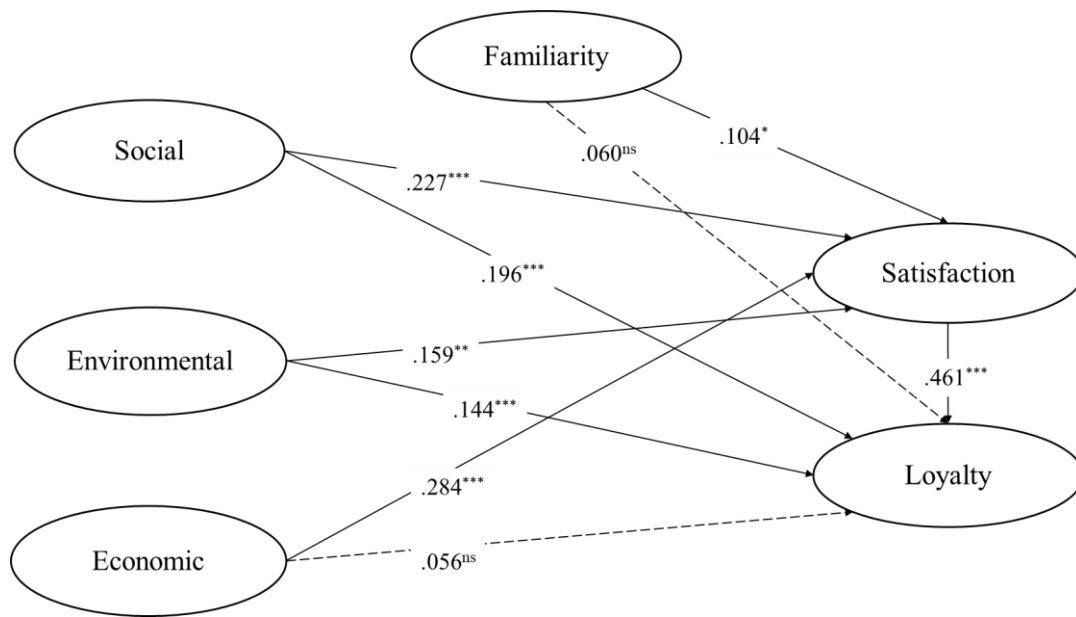 Familiarity
Social
.104*
.060ns
.227***
.196***
Satisfaction
Environmental
.159**
.461***
.144***
Loyalty
.284***
Economic
.056ns